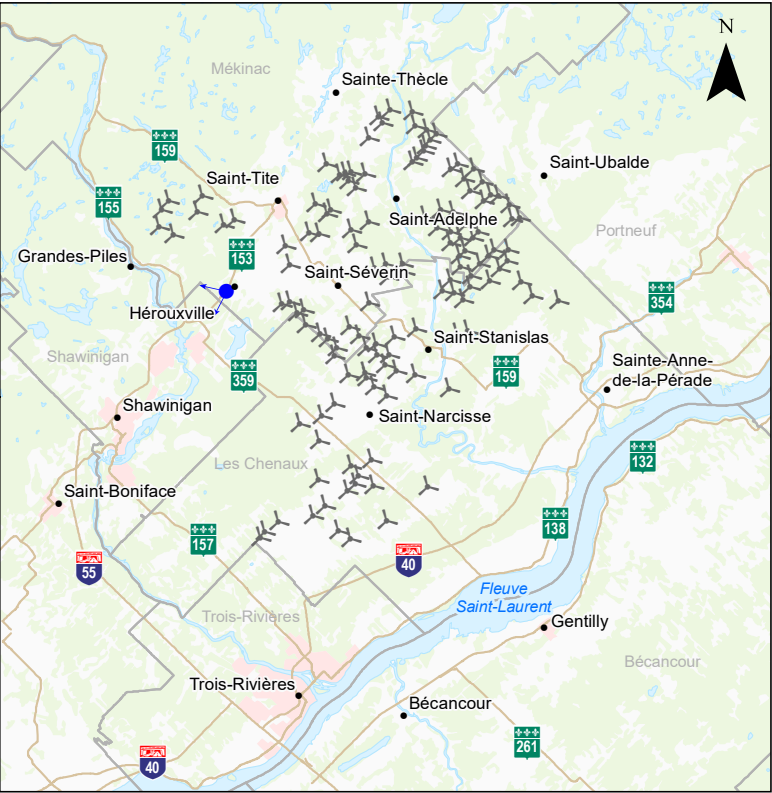 N
Mékinac
Sainte-Thècle
159
Saint-Ubalde
Saint-Tite
155
Saint-Adelphe
Portneuf
Grandes-Piles
153
Saint-Séverin
354
Hérouxville
Saint-Stanislas
Shawinigan
359
159
Sainte-Anne-
de-la-Pérade
Shawinigan
Saint-Narcisse
132
Les Chenaux
Saint-Boniface
138
157
55
40
Fleuve
Saint-Laurent
Trois-Rivières
Gentilly
Bécancour
Trois-Rivières
Bécancour
261
40